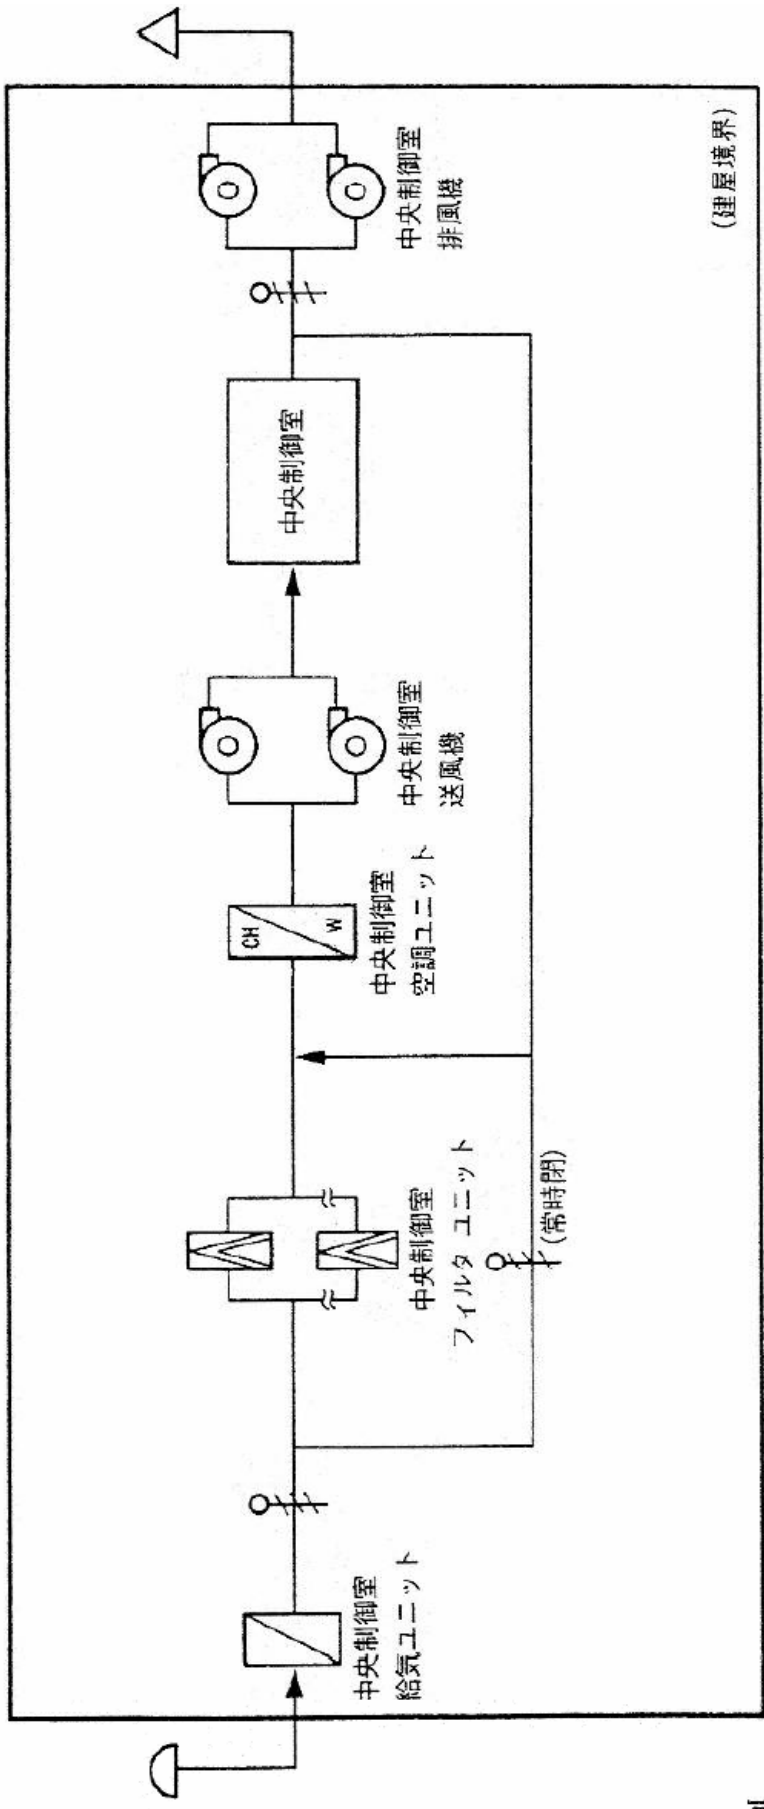 中央制御室
給気ユニット
中央制御室
フィルタ ユニット
(常時閉)
CH
W
中央制御室
空調ユニット
中央制御室
送風機
中央制御室
中央制御室
排風機
(建屋境界)